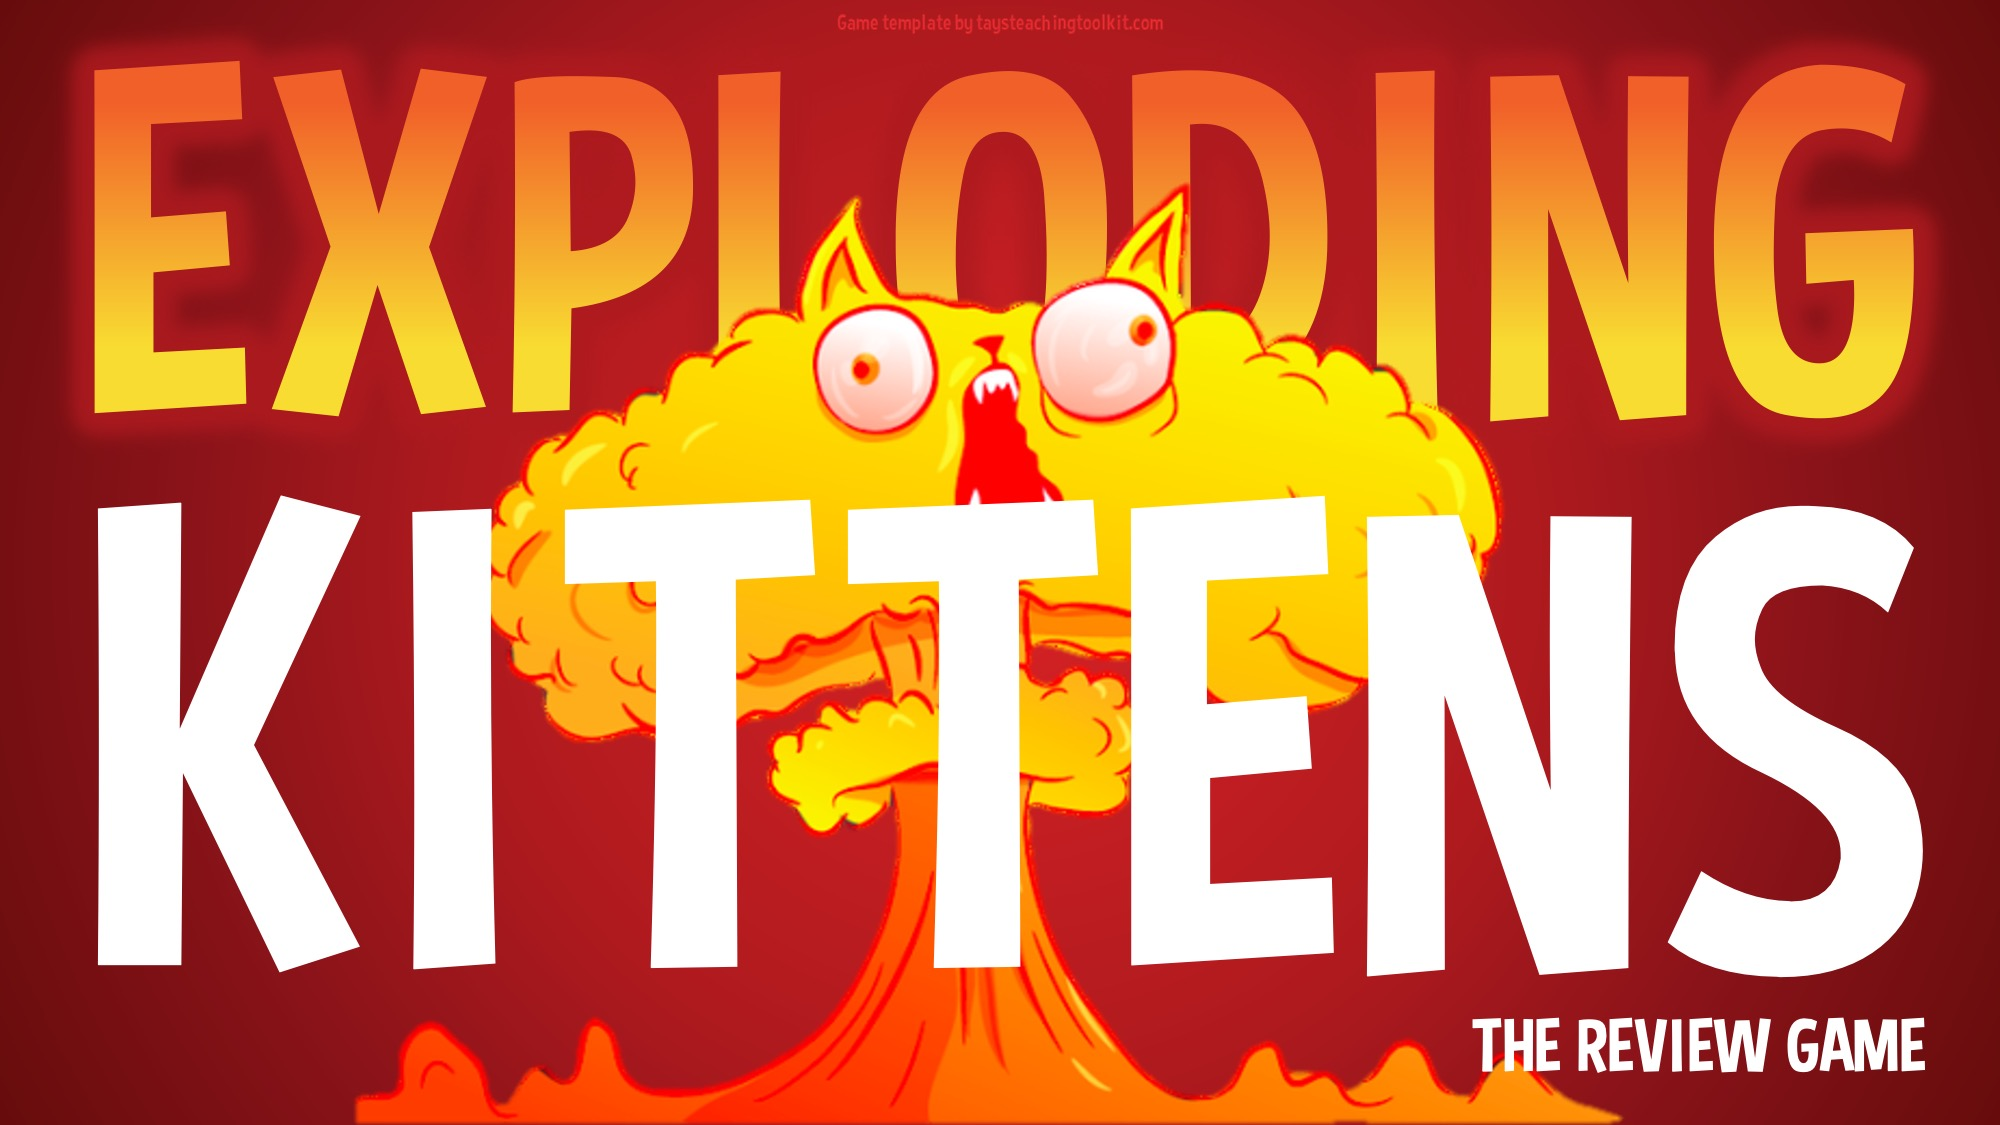 Game template by taysteachingtoolkit.com
EXPLODING
KITTENS
THE REVIEW GAME